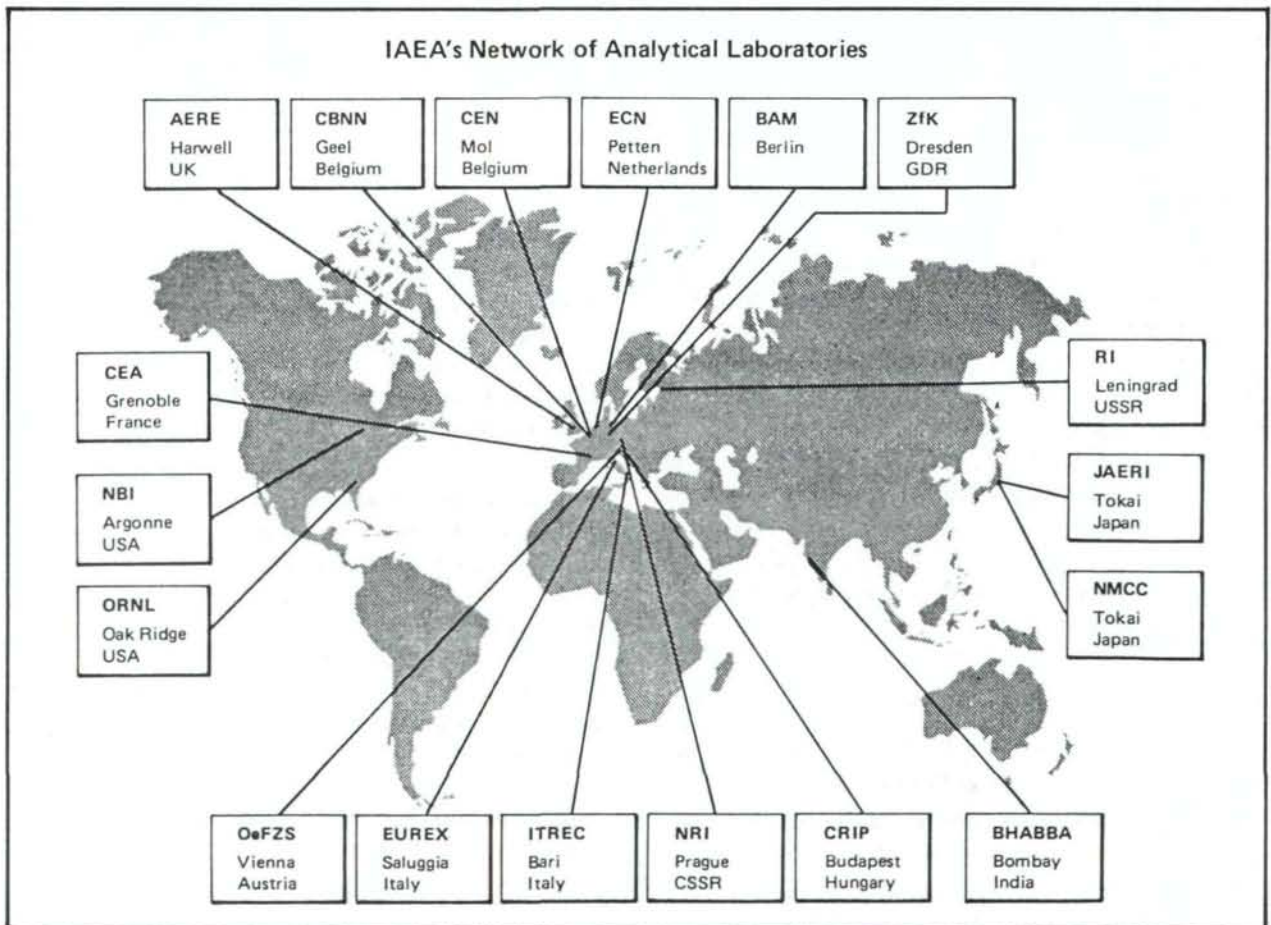 IAEA's Network of Analytical Laboratories
AERE
Harwell
UK
CBNN
Geel
Belgium
CEN
Mol
Belgium
ECN
Petten
Netherlands
BAM
Berlin
ZfK
Dresden
GDR
CEA
Grenoble
France
NBI
Argonne
USA
ORNL
Oak Ridge
USA
RI
Leningrad
USSR
JAERI
Tokai
Japan
NMCC
Tokai
Japan
OeFZS
Vienna
Austria
EUREX
Saluggia
Italy
ITREC
Bari
Italy
NRI
Prague
CSSR
CRIP
Budapest
Hungary
BHABBA
Bombay
India